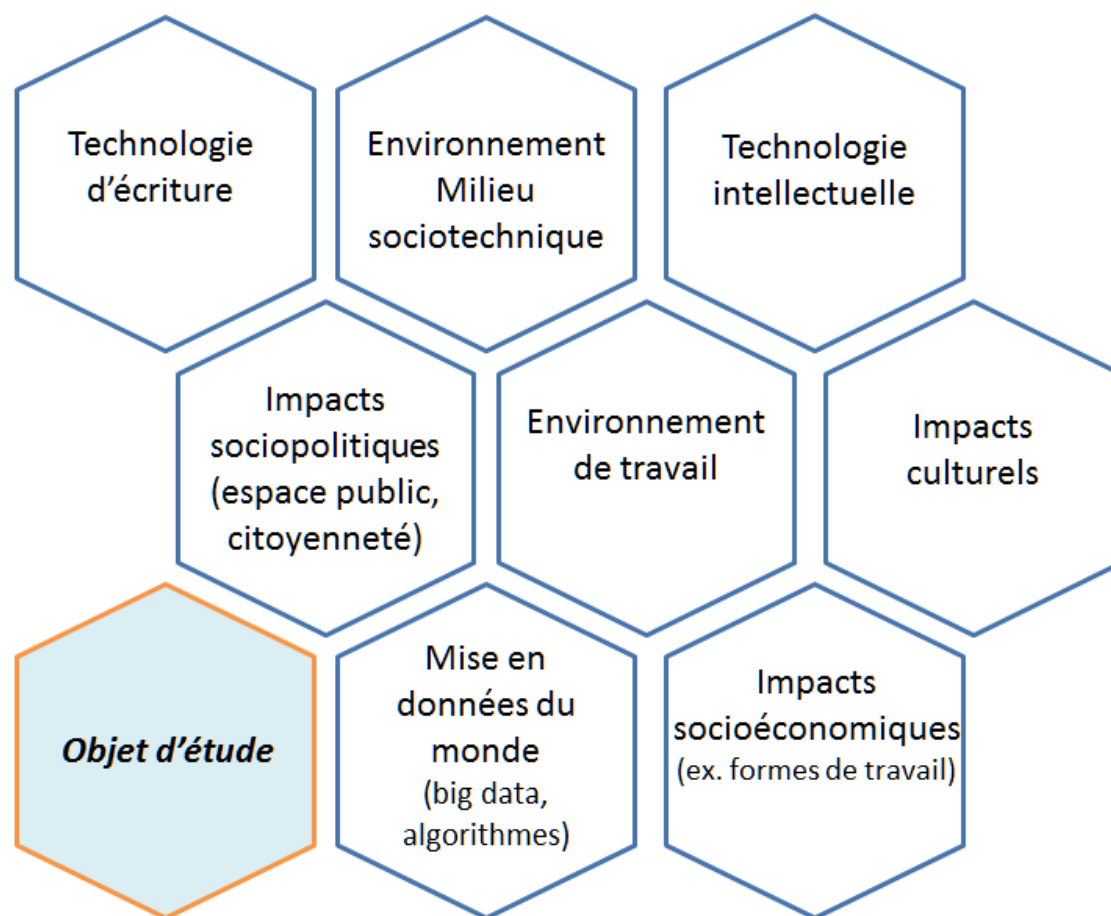 Technologie
d’écriture
Environnement
Milieu
sociotechnique
Technologie
intellectuelle
Impacts
sociopolitiques
(espace public,
citoyenneté)
Environnement
de travail
Impacts
culturels
Objet d’étude
Mise en
données du
monde
(big data,
algorithmes)
Impacts
socioéconomiques
(ex. formes de travail)